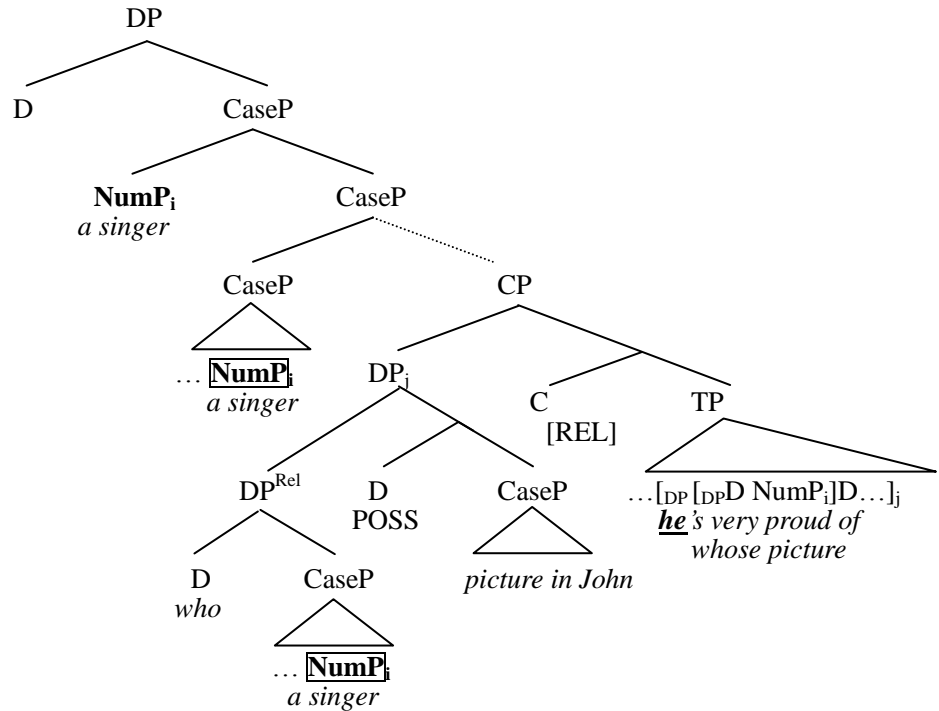 DP
D CaseP
NumPi CaseP
a singer
CaseP CP
… NumPi DPj C TP
a singer [REL]
DPRel D CaseP …[DP [DPD NumPi]D…]j
POSS he's very proud of
D CaseP picture in John whose picture
who
… NumPi
a singer